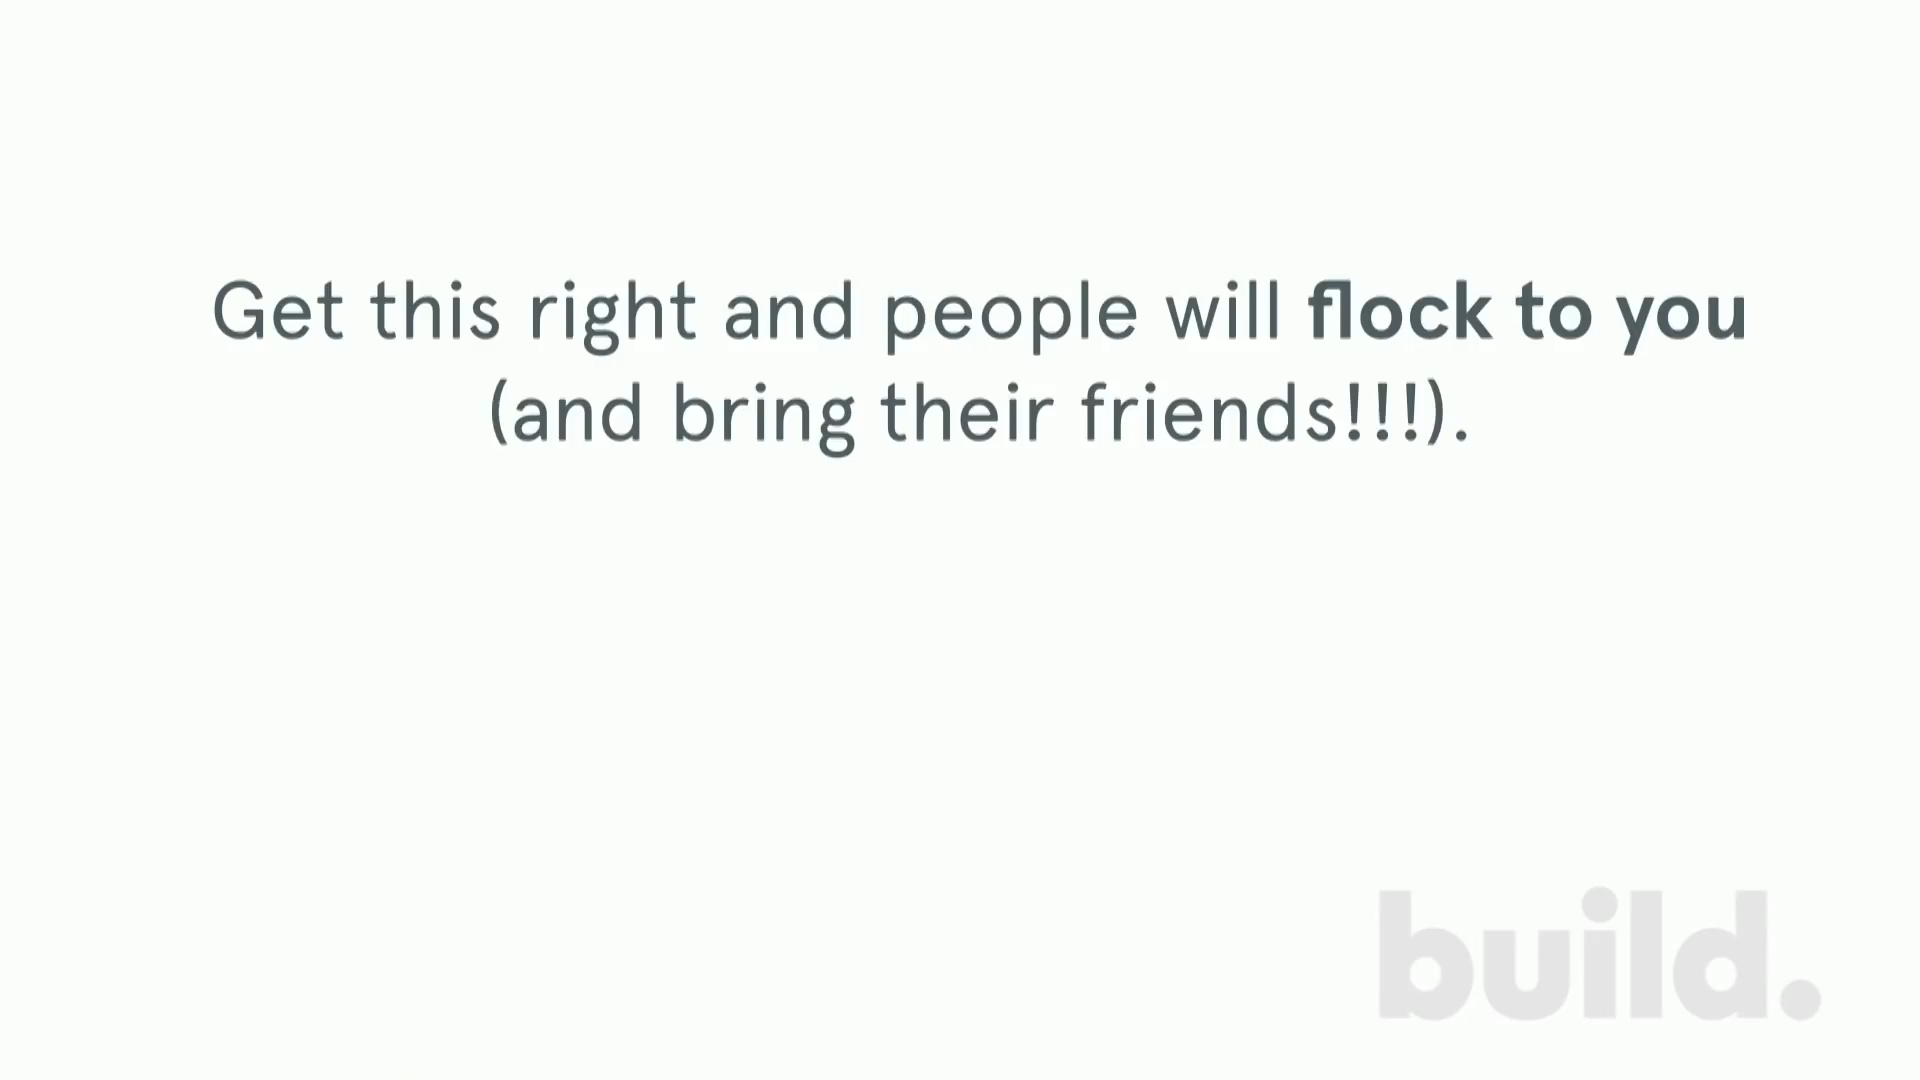 Get this right and people will flock to you
(and bring their friends!!!).
build.